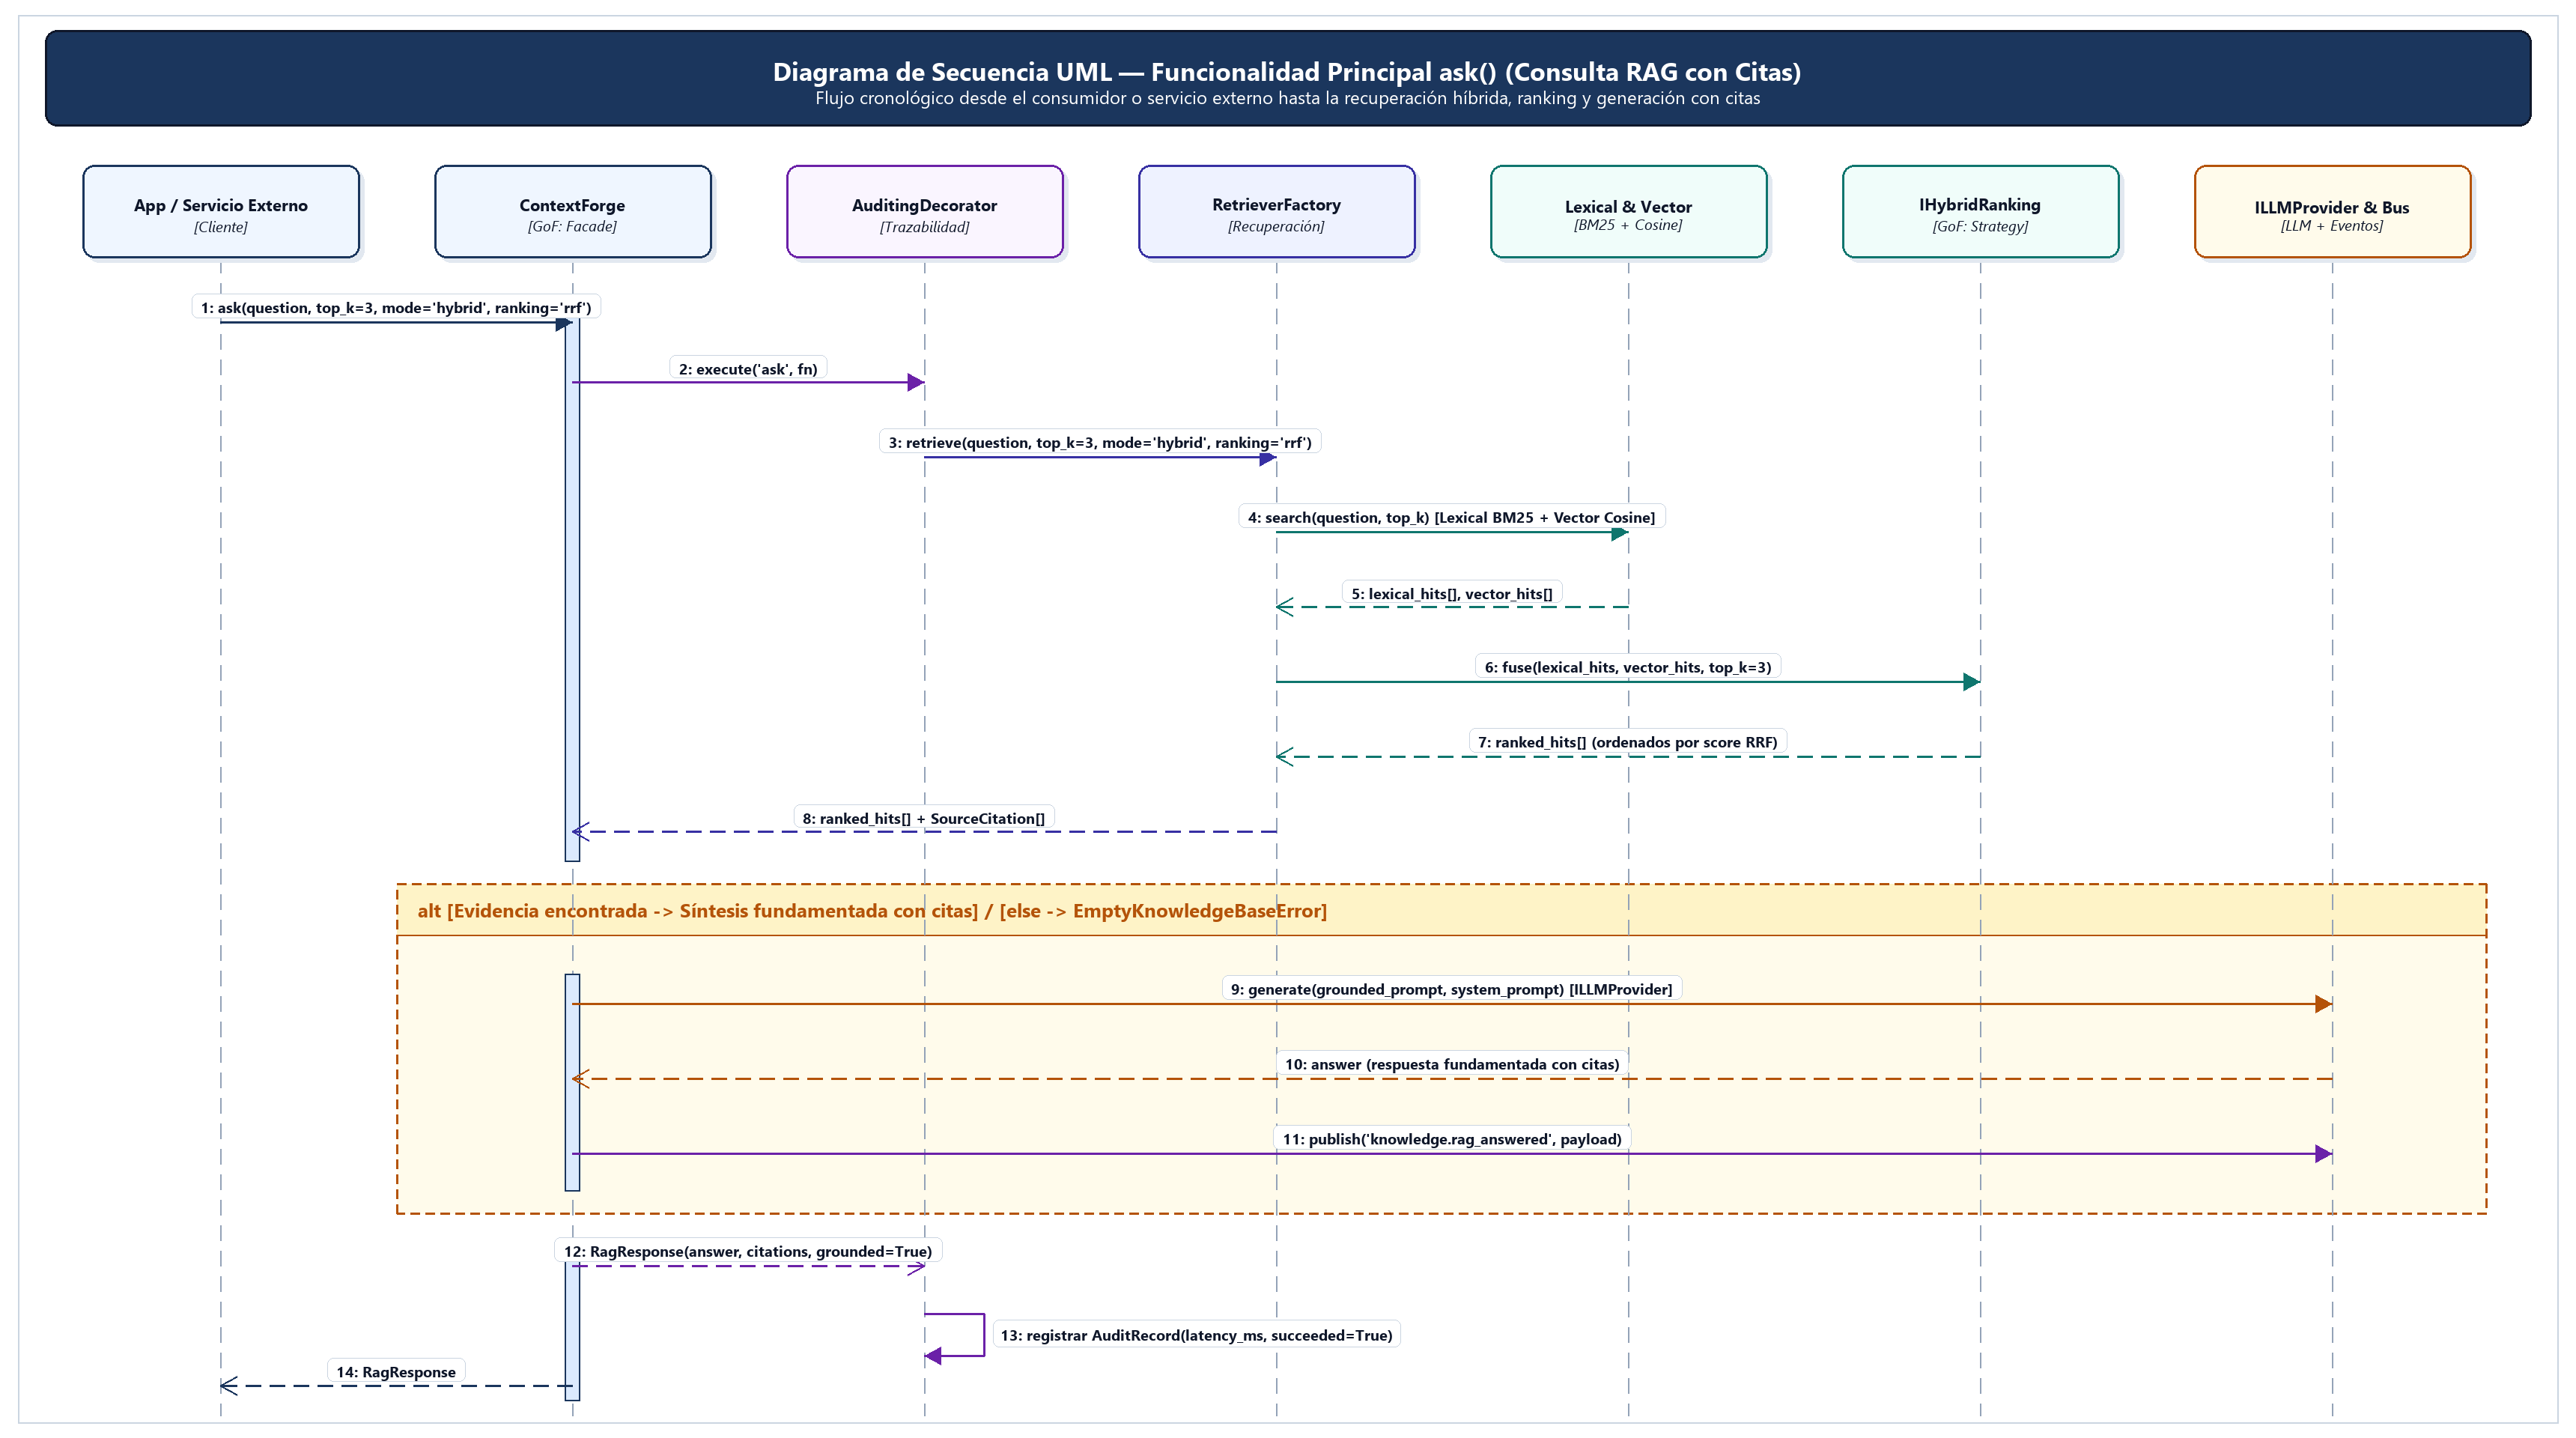 Diagrama de Secuencia UML — Funcionalidad Principal ask() (Consulta RAG con Citas)
Flujo cronológico desde el consumidor o servicio externo hasta la recuperación híbrida, ranking y generación con citas
App / Servicio Externo
[Cliente]
ContextForge
[GoF: Facade]
AuditingDecorator
[Trazabilidad]
RetrieverFactory
[Recuperación]
Lexical & Vector
[BM25 + Cosine]
IHybridRanking
[GoF: Strategy]
ILLMProvider & Bus
[LLM + Eventos]
1: ask(question, top_k=3, mode='hybrid', ranking='rrf')
2: execute('ask', fn)
3: retrieve(question, top_k=3, mode='hybrid', ranking='rrf')
4: search(question, top_k) [Lexical BM25 + Vector Cosine]
5: lexical_hits[], vector_hits[]
6: fuse(lexical_hits, vector_hits, top_k=3)
7: ranked_hits[] (ordenados por score RRF)
8: ranked_hits[] + SourceCitation[]
alt [Evidencia encontrada -> Síntesis fundamentada con citas] / [else -> EmptyKnowledgeBaseError]
9: generate(grounded_prompt, system_prompt) [ILLMProvider]
10: answer (respuesta fundamentada con citas)
11: publish('knowledge.rag_answered', payload)
12: RagResponse(answer, citations, grounded=True)
13: registrar AuditRecord(latency_ms, succeeded=True)
14: RagResponse